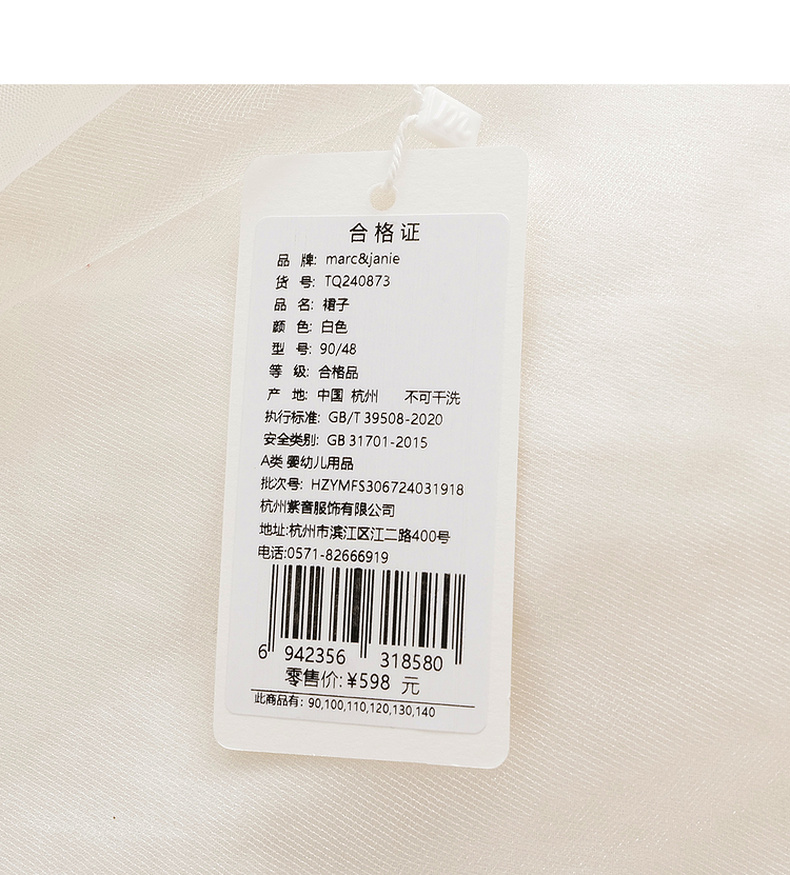 合格证
品 牌: marc&janie
货 号: TQ240873
品 名: 裙子
颜 色: 白色
型 号: 90/48
等 级: 合格品
产 地: 中国 杭州 不可干洗
执行标准: GB/T 39508-2020
安全类别: GB 31701-2015
A类 婴幼儿用品
批次号: HZYMFS306724031918
杭州紫音服饰有限公司
地址:杭州市滨江区江二路400号
电话:0571-82666919
6 942356 318580
零售价:¥598 元
此商品有: 90,100,110,120,130,140